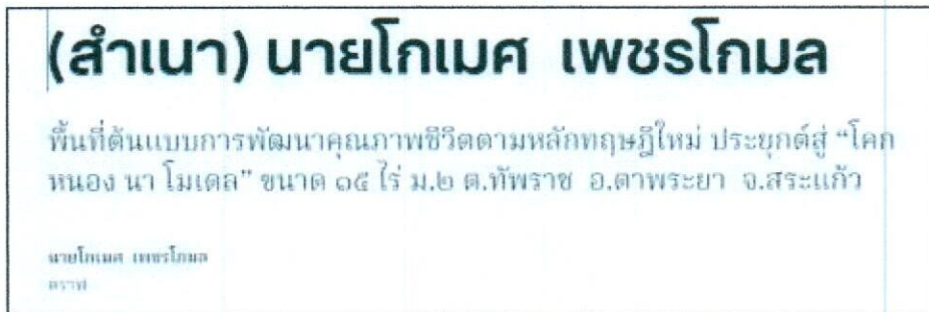 (สำเนา) นายโกเมศ เพชรโกมล
พื้นที่ต้นแบบการพัฒนาคุณภาพชีวิตตามหลักทฤษฎีใหม่ ประยุกต์สู่ “โคก
หนอง นา โมเดล” ขนาด ๑๕ ไร่ ม.๒ ต.ทัพราช อ.ตาพระยา จ.สระแก้ว
นายโกเมศ เพชรโกมล
ดราฟ